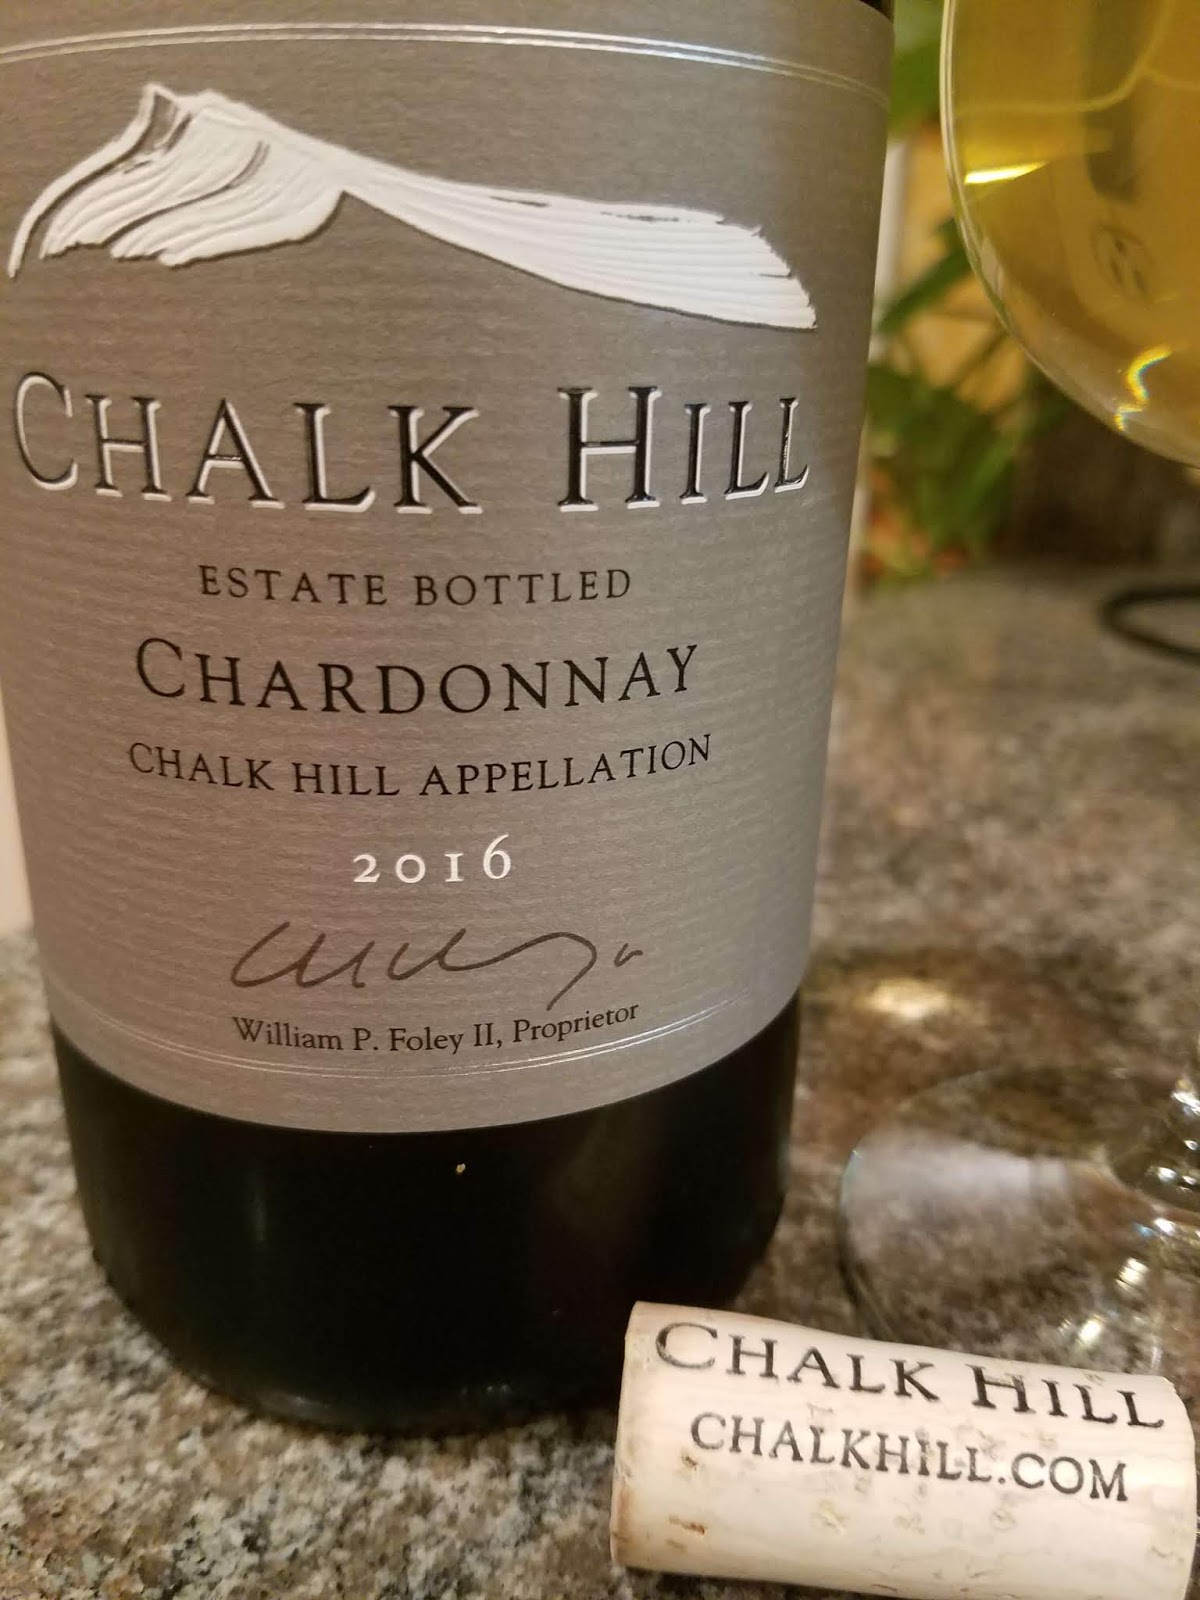 CHALK HILL
ESTATE BOTTLED
CHARDONNAY
CHALK HILL APPELLATION
2016
William P. Foley II, Proprietor
CHALK HILL
CHALKHILL.COM